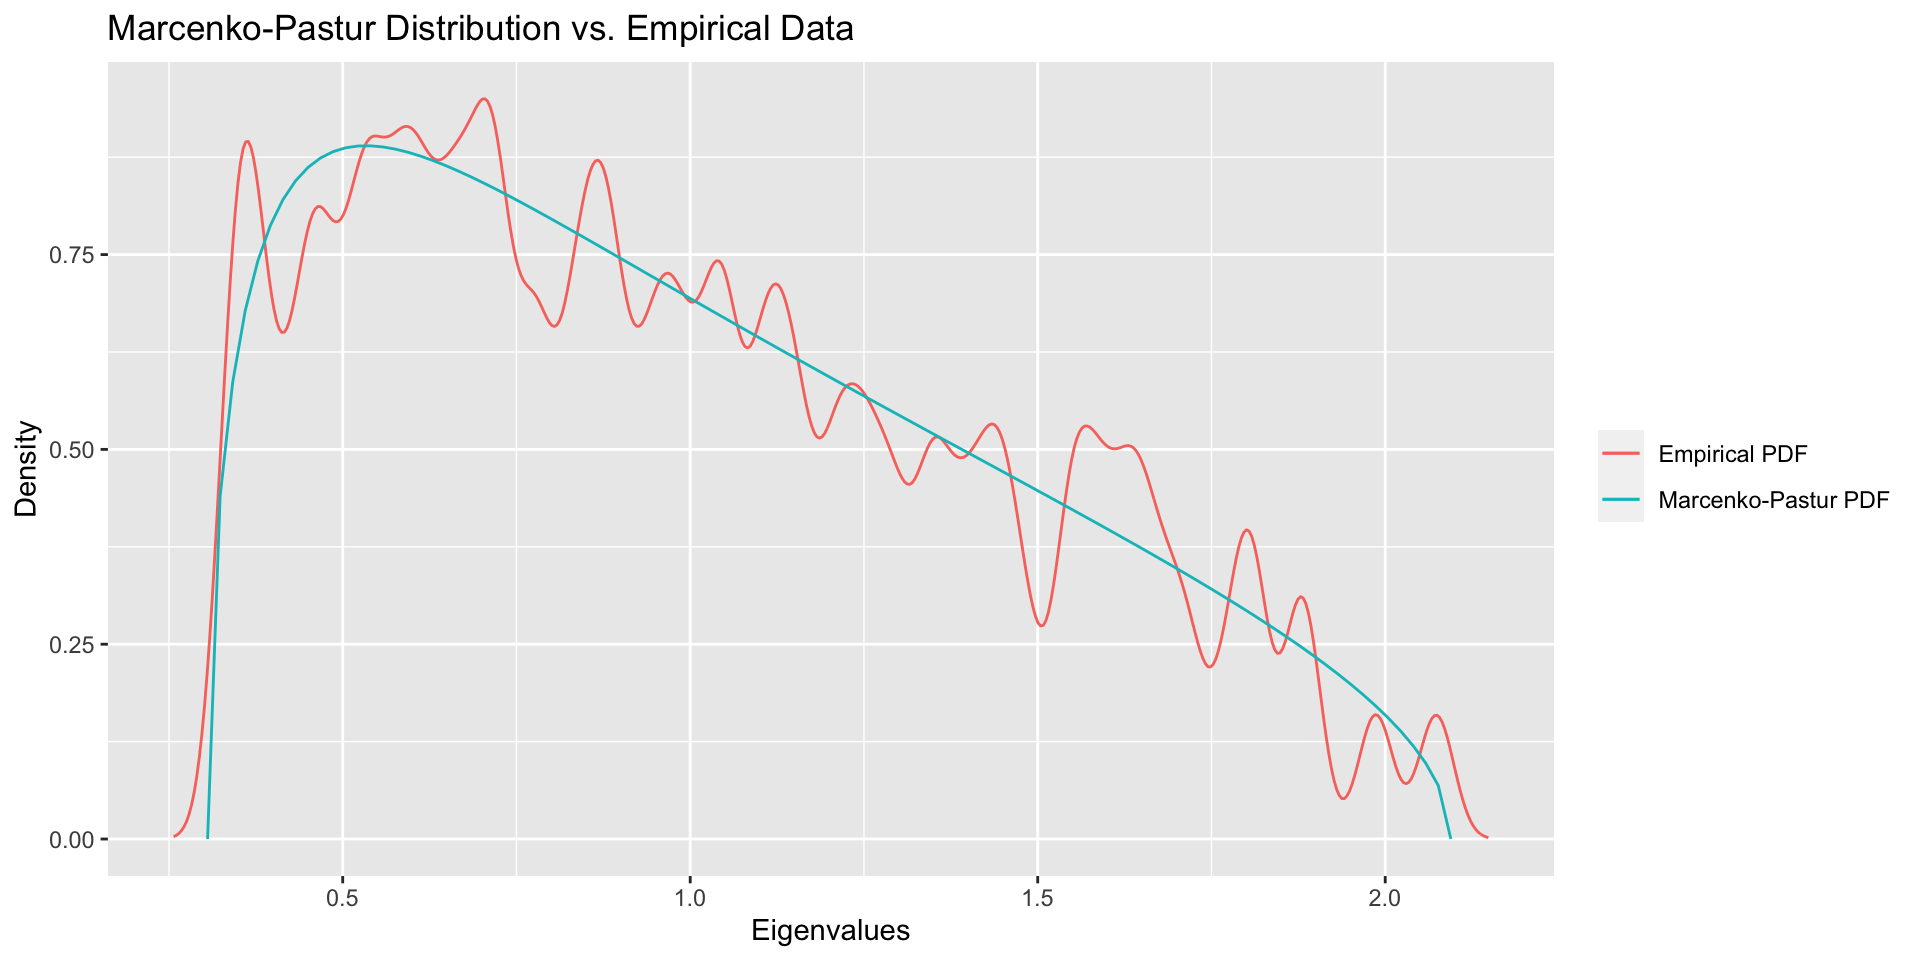 Marcenko-Pastur Distribution vs. Empirical Data
Density
0.75
0.50
0.25
0.00
0.5 1.0 1.5 2.0
Eigenvalues
Empirical PDF
Marcenko-Pastur PDF